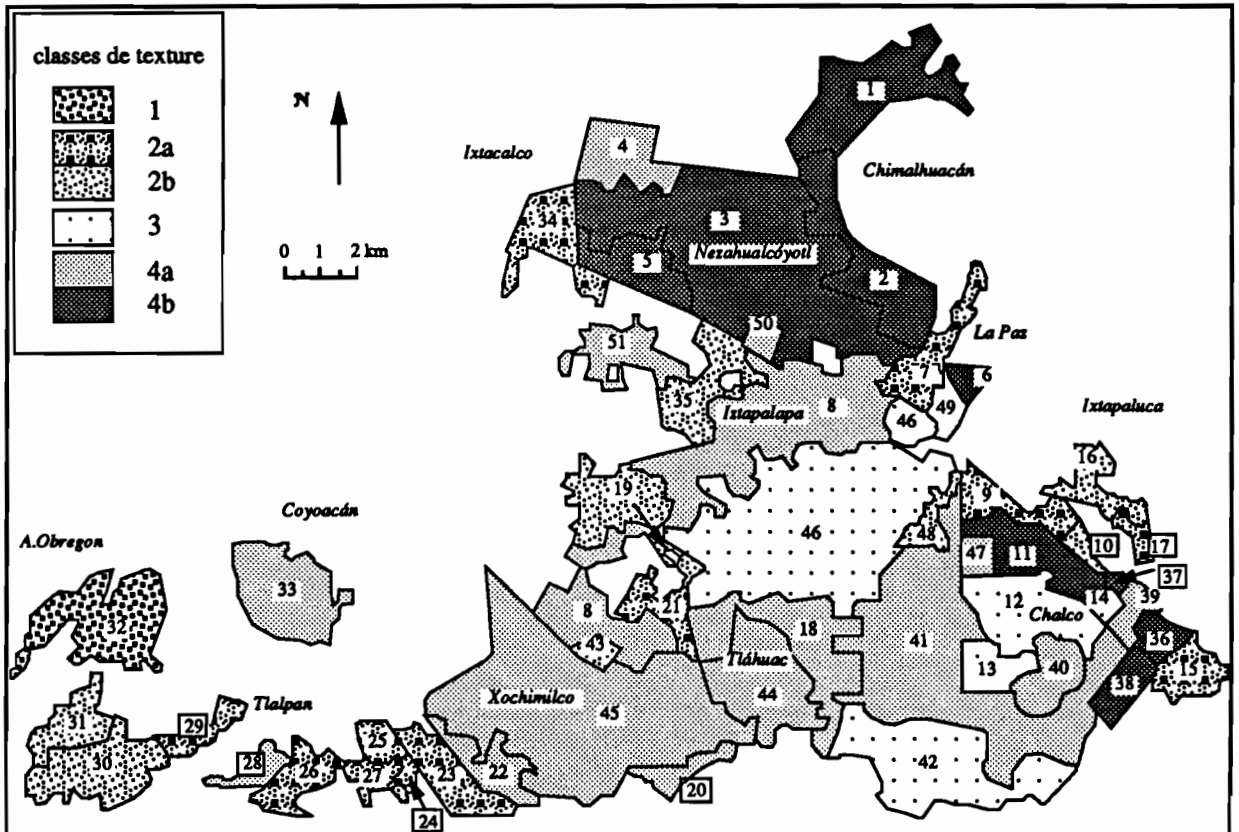 classes de texture
1
2a
2b
3
4a
4b
N
0 1 2 km
Ixtacalco
Chimalhuacán
Nezahualcóyotl
La Paz
Ixtapalapa
Ixtapaluca
Coyoacán
A.Obregon
Tlalpan
Xochimilco
Tláhuac
Chalco
1
4
3
34
5
2
50
51
7
6
35
8
49
46
16
19
9
46
48
10
17
47
11
37
33
32
21
12
14
39
8
18
41
43
36
13
40
15
44
38
31
29
45
30
28
26
25
27
23
22
20
42
24